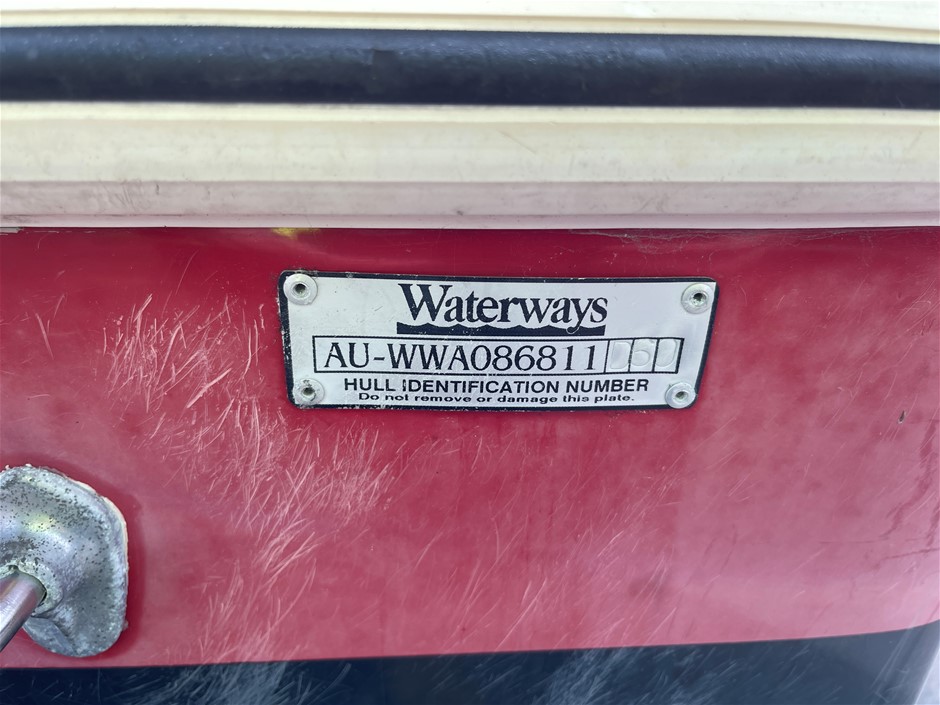 Waterways
AU-WWA086811
HULL IDENTIFICATION NUMBER
Do not remove or damage this plate.